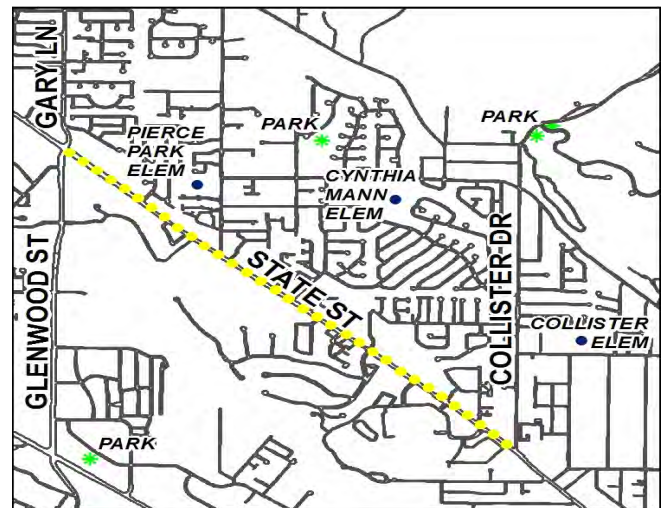 GARY LN
PIERCE
PARK
ELEM
PARK
PARK
CYNTHIA
MANN
ELEM
GLENWOOD ST
STATE ST
COLLISTER DR
COLLISTER
ELEM
PARK